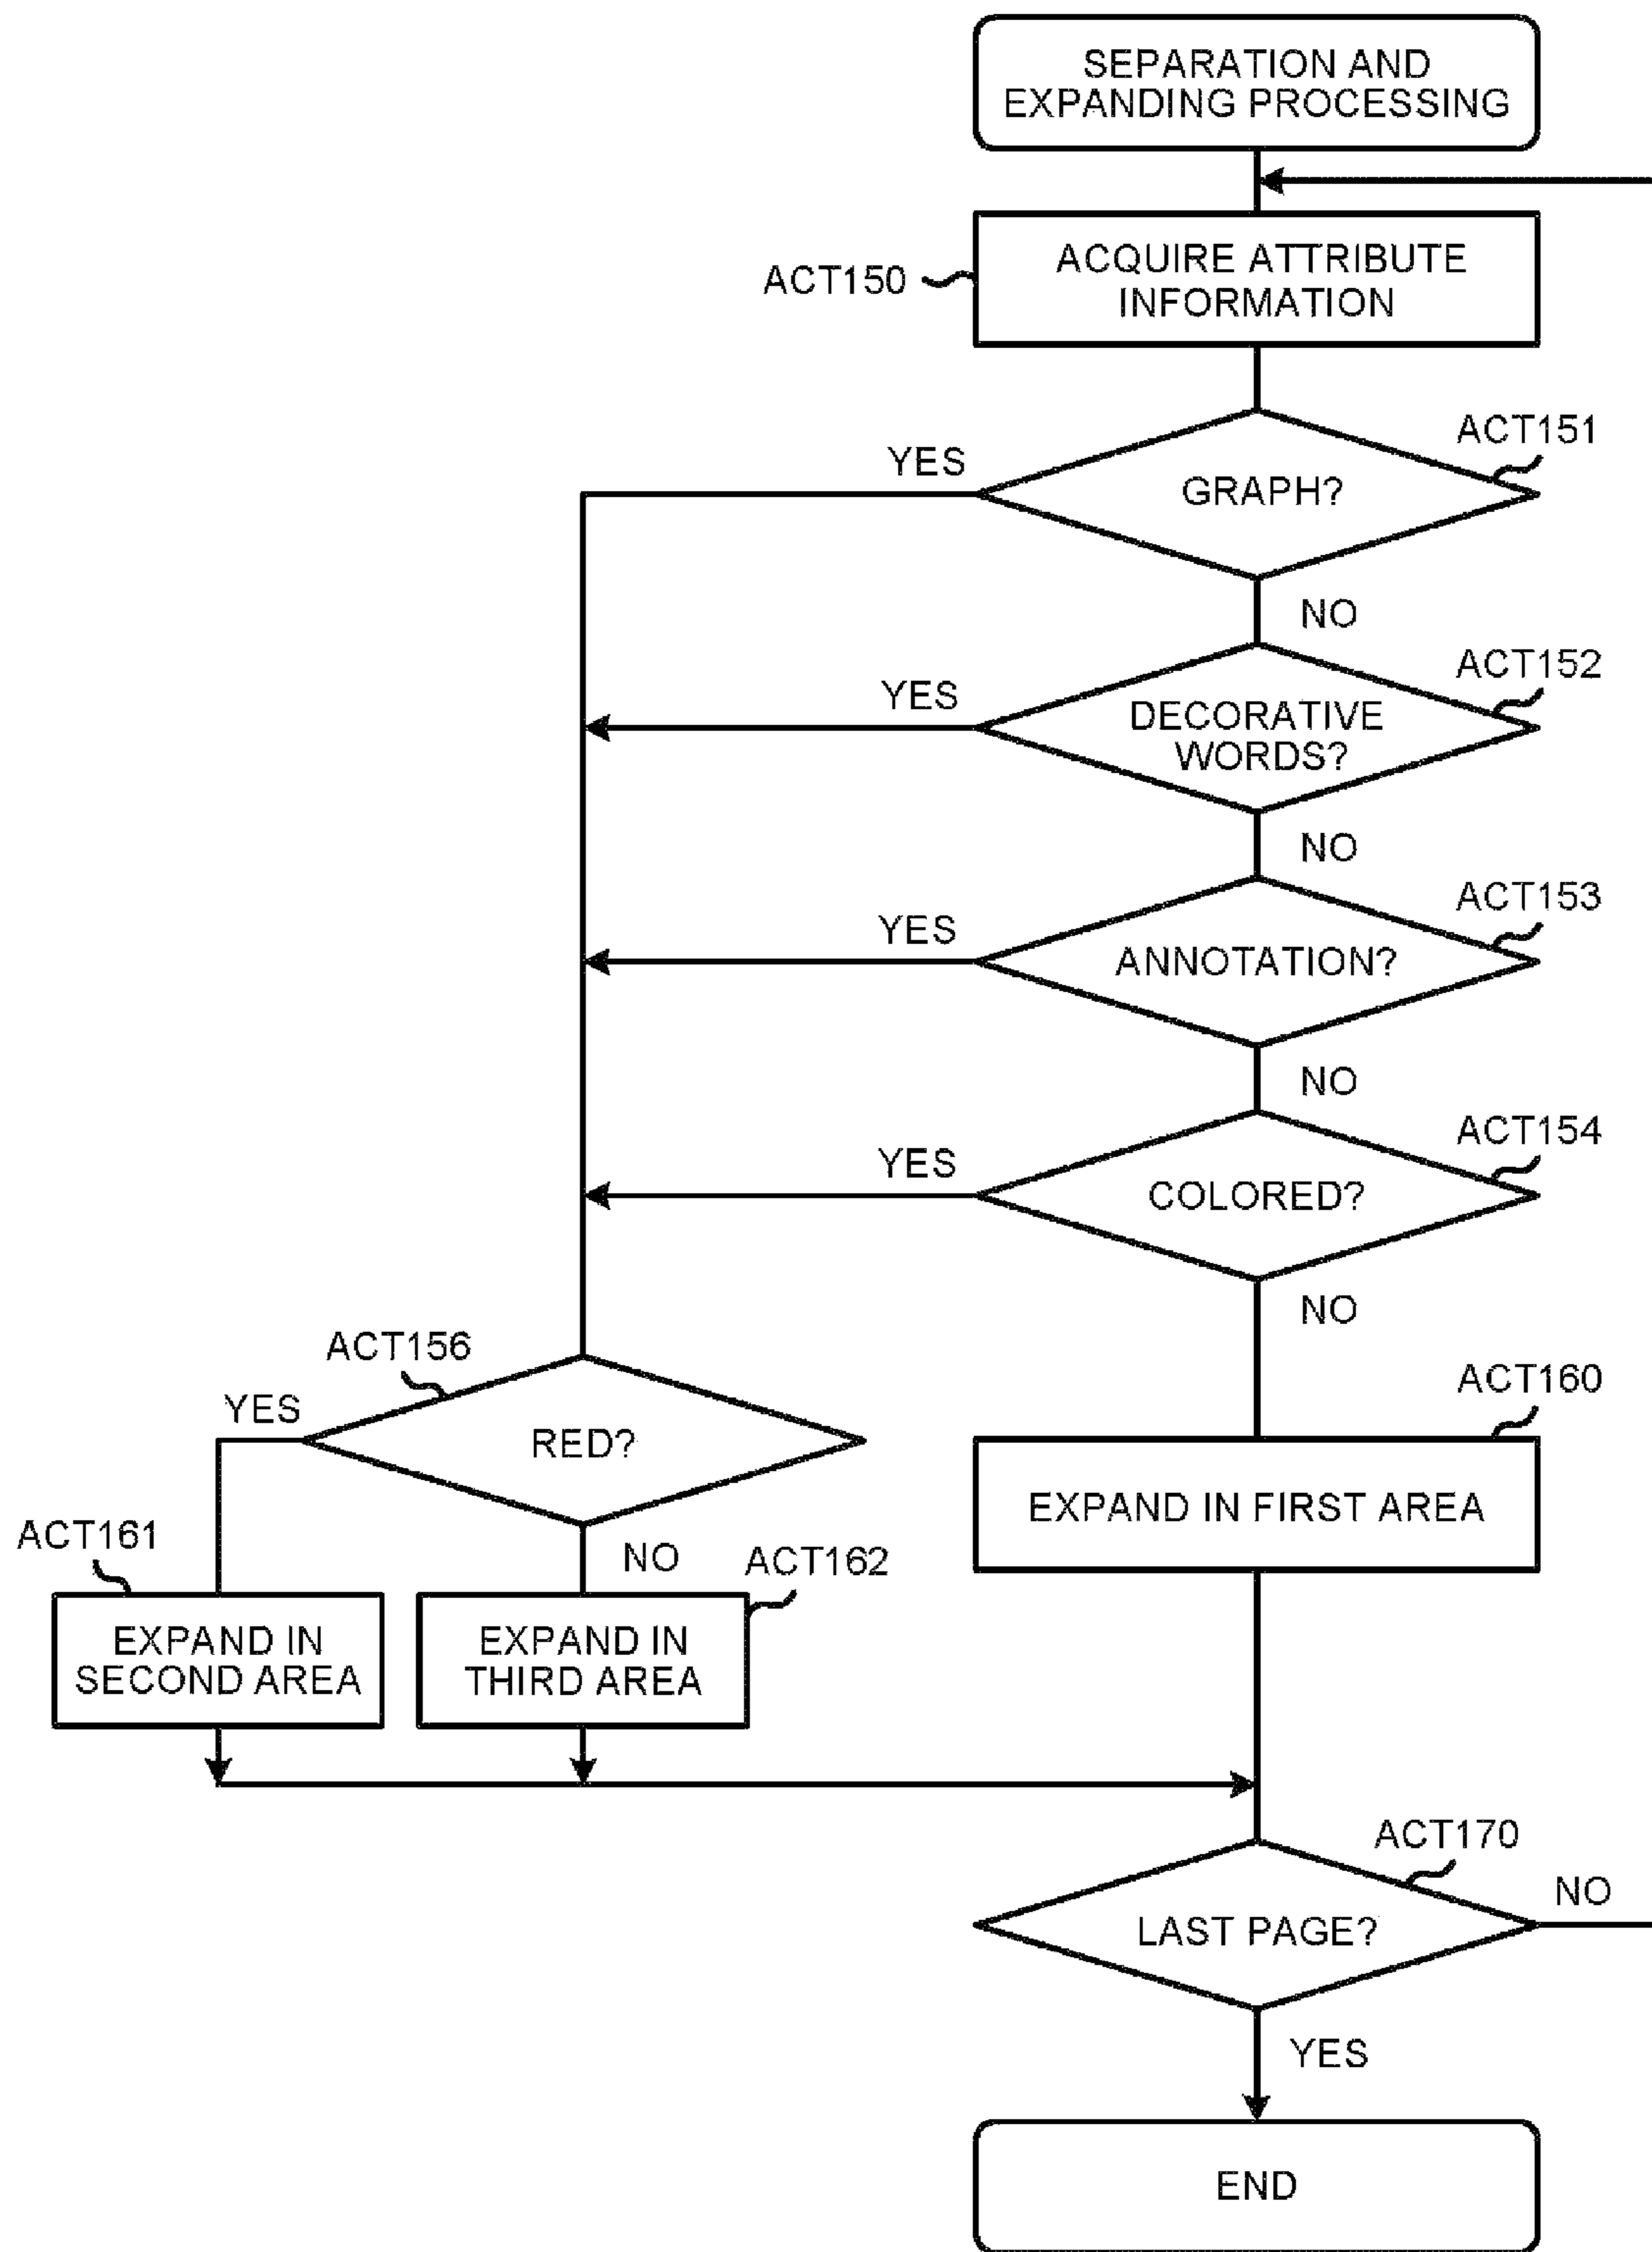 SEPARATION AND
EXPANDING PROCESSING
ACT150
ACQUIRE ATTRIBUTE
INFORMATION
ACT151
YES
GRAPH?
NO
ACT152
YES
DECORATIVE
WORDS?
NO
ACT153
YES
ANNOTATION?
NO
ACT154
YES
COLORED?
NO
ACT156
YES
RED?
ACT160
EXPAND IN FIRST AREA
ACT161
NO
ACT162
EXPAND IN
SECOND AREA
EXPAND IN
THIRD AREA
ACT170
NO
LAST PAGE?
YES
END